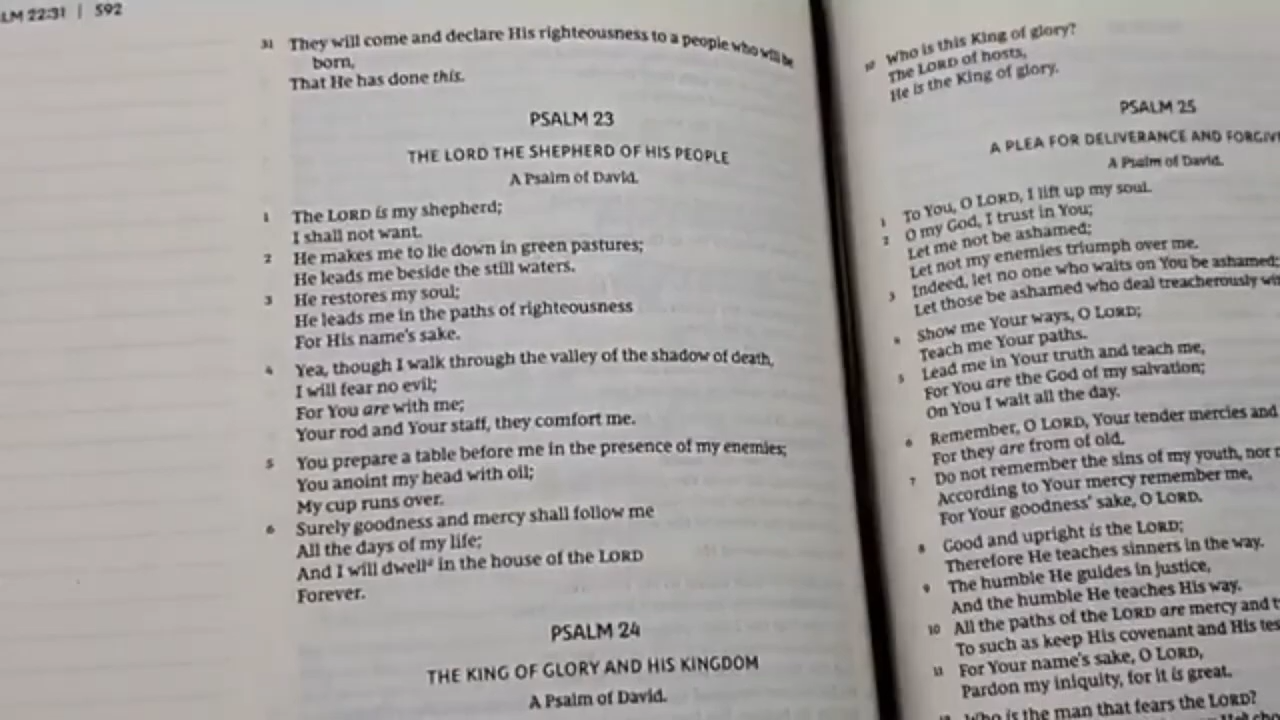 LM 22:31 | 592
31 They will come and declare His righteousness to a people who will be
born,
That He has done this.
PSALM 23
THE LORD THE SHEPHERD OF HIS PEOPLE
A Psalm of David.
1 The LORD is my shepherd;
I shall not want.
2 He makes me to lie down in green pastures;
He leads me beside the still waters.
3 He restores my soul;
He leads me in the paths of righteousness
For His name's sake.
4 Yea, though I walk through the valley of the shadow of death,
I will fear no evil;
For You are with me;
Your rod and Your staff, they comfort me.
5 You prepare a table before me in the presence of my enemies;
You anoint my head with oil;
My cup runs over.
6 Surely goodness and mercy shall follow me
All the days of my life;
And I will dwellᵃ in the house of the LORD
Forever.
PSALM 24
THE KING OF GLORY AND HIS KINGDOM
A Psalm of David.
10 Who is this King of glory?
The LORD of hosts,
He is the King of glory.
PSALM 25
A PLEA FOR DELIVERANCE AND FORGIV
A Psalm of David.
1 To You, O LORD, I lift up my soul.
2 O my God, I trust in You;
Let me not be ashamed;
Let not my enemies triumph over me.
3 Indeed, let no one who waits on You be ashamed;
Let those be ashamed who deal treacherously wi
4 Show me Your ways, O LORD;
Teach me Your paths.
5 Lead me in Your truth and teach me,
For You are the God of my salvation;
On You I wait all the day.
6 Remember, O LORD, Your tender mercies and
For they are from of old.
7 Do not remember the sins of my youth, nor
According to Your mercy remember me,
For Your goodness' sake, O LORD.
8 Good and upright is the LORD;
Therefore He teaches sinners in the way.
9 The humble He guides in justice,
And the humble He teaches His way.
10 All the paths of the LORD are mercy and t
To such as keep His covenant and His tes
11 For Your name's sake, O LORD,
Pardon my iniquity, for it is great.
12 Who is the man that fears the LORD?